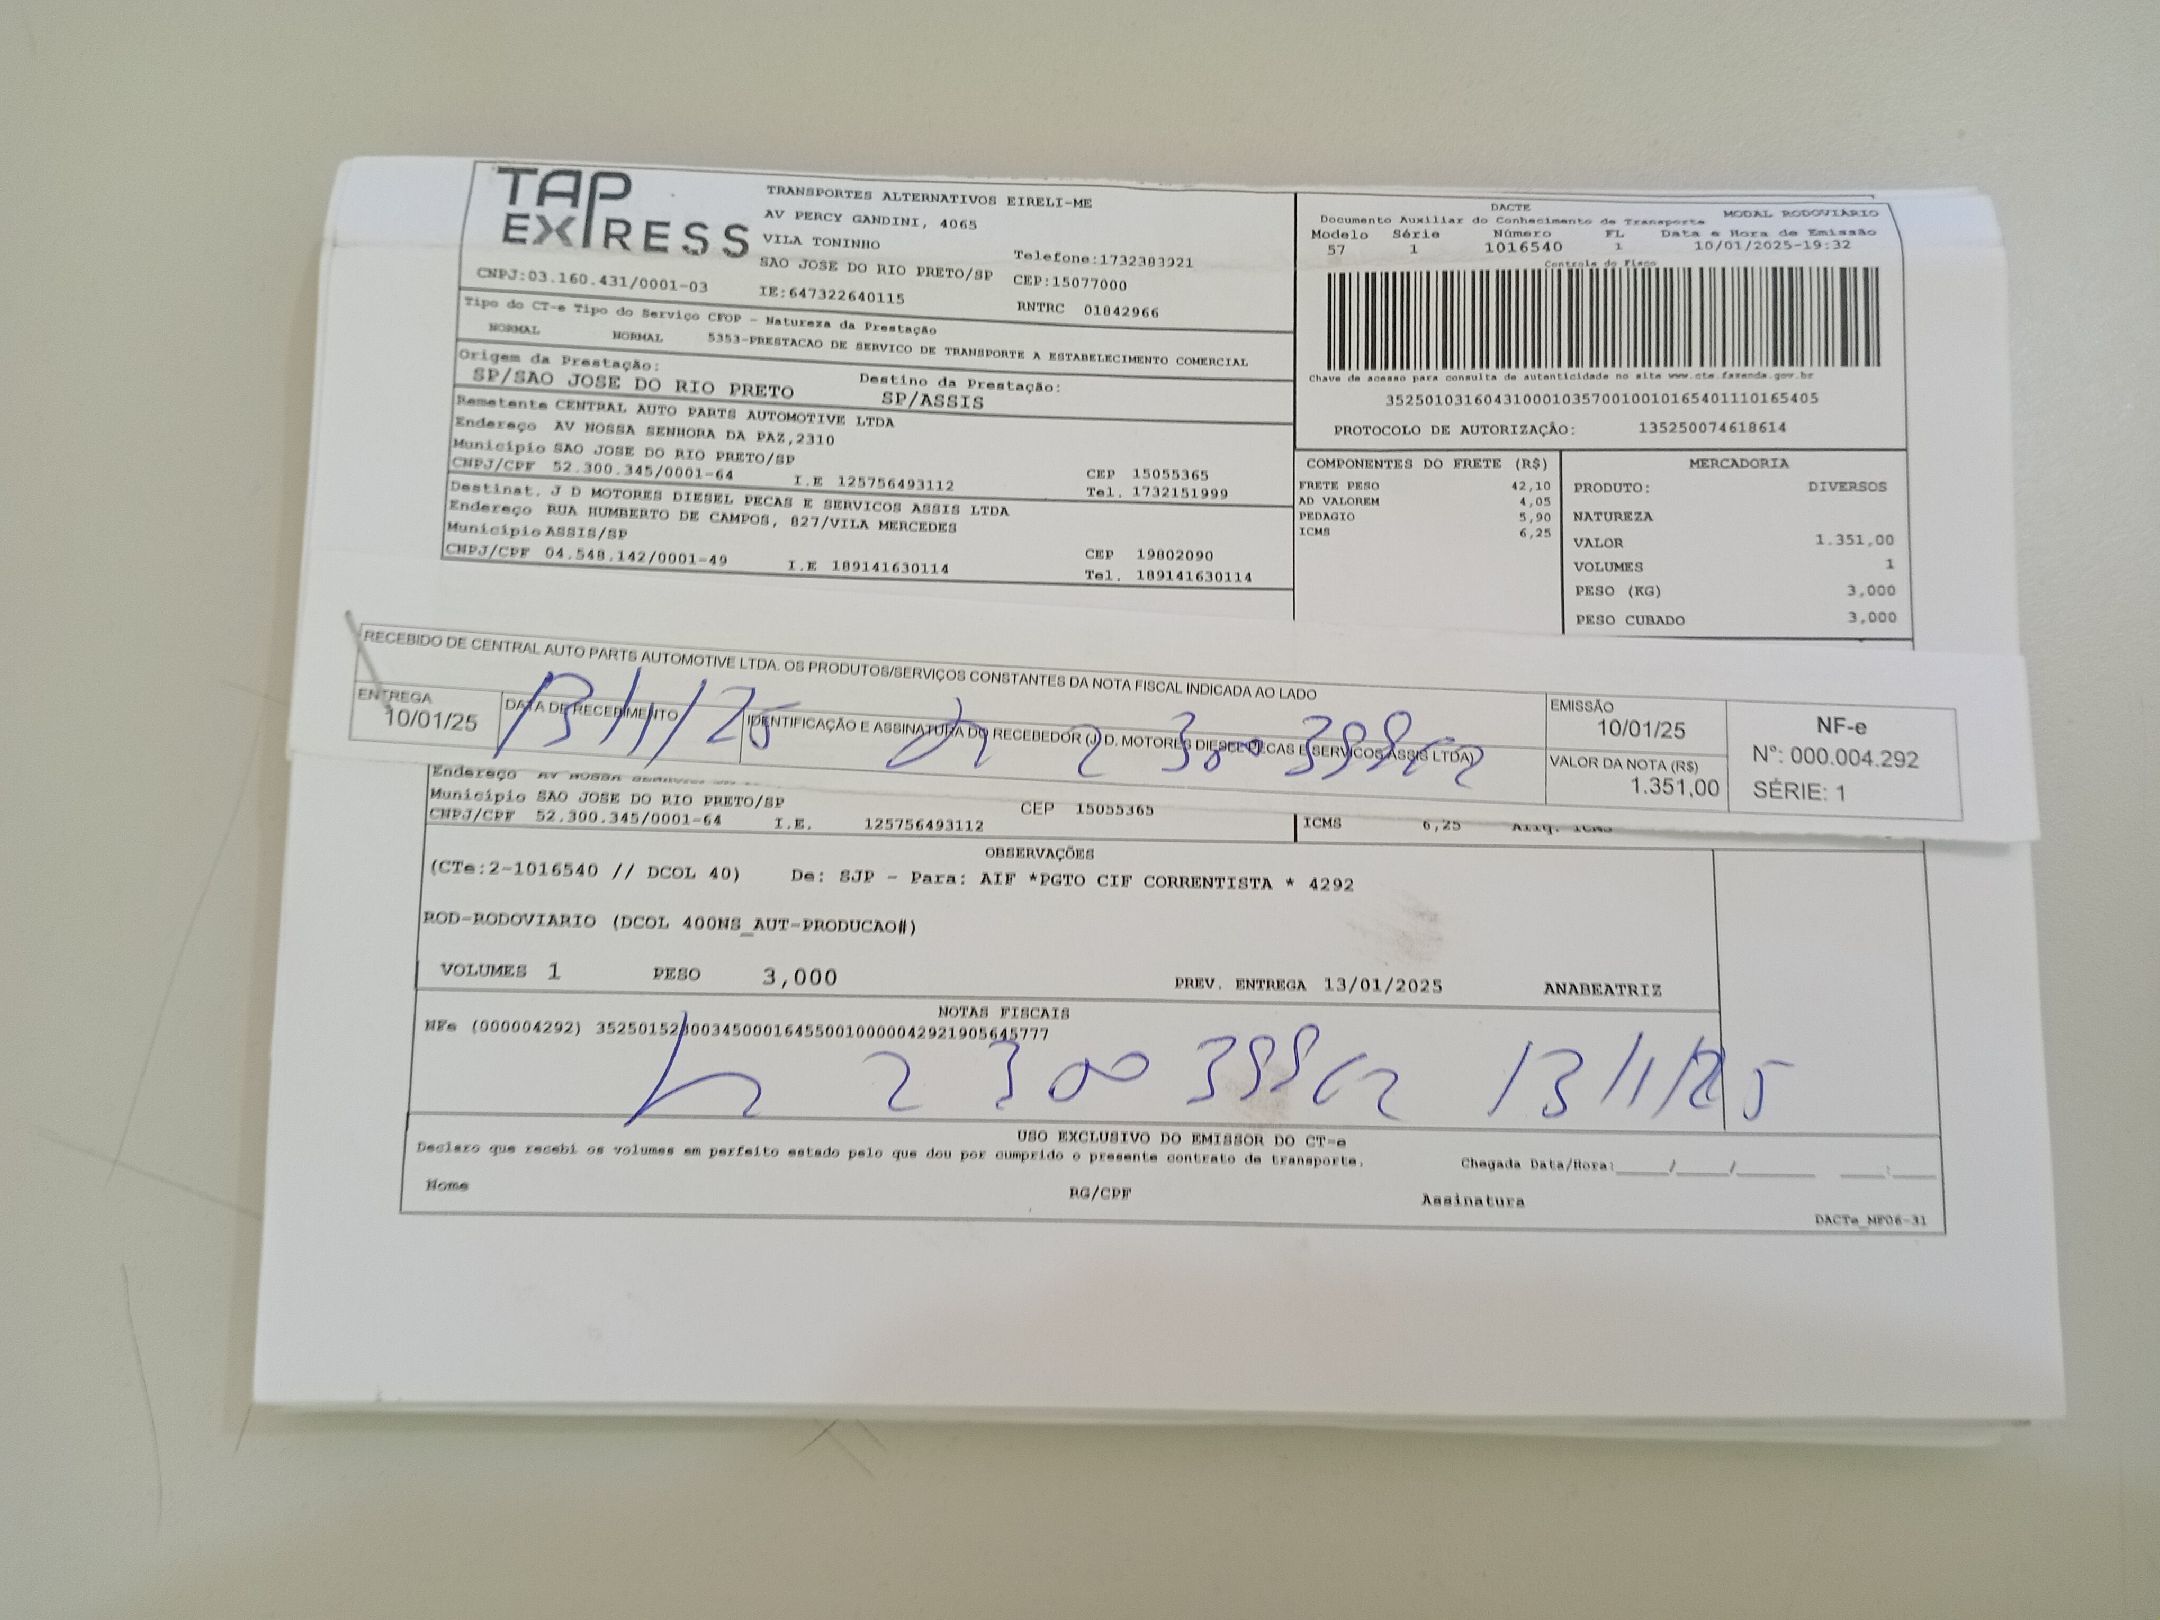 TAP EXPRESS
TRANSPORTES ALTERNATIVOS EIRELI-ME
AV PERCY GANDINI, 4065
VILA TONINHO
SAO JOSE DO RIO PRETO/SP
Telefone:1732383921
CEP:15077000
CNPJ:03.160.431/0001-03
IE:647322640115
RNTRC 01842966
Tipo do CT-e Tipo do Serviço CFOP - Natureza da Prestação
NORMAL NORMAL 5353-PRESTACAO DE SERVICO DE TRANSPORTE A ESTABELECIMENTO COMERCIAL
Origem da Prestação:
SP/SAO JOSE DO RIO PRETO
Destino da Prestação:
SP/ASSIS
Remetente CENTRAL AUTO PARTS AUTOMOTIVE LTDA
Endereço AV NOSSA SENHORA DA PAZ,2310
Município SAO JOSE DO RIO PRETO/SP
CEP 15055365
CNPJ/CPF 52.300.345/0001-64 I.E 125756493112 Tel. 1732151999
Destinat. J D MOTORES DIESEL PECAS E SERVICOS ASSIS LTDA
Endereço RUA HUMBERTO DE CAMPOS, 827/VILA MERCEDES
Município ASSIS/SP
CEP 19802090
CNPJ/CPF 04.548.142/0001-49 I.E 189141630114 Tel. 189141630114
DACTE
Documento Auxiliar do Conhecimento de Transporte
MODAL RODOVIÁRIO
Modelo Série Número FL Data e Hora de Emissão
57 1 1016540 1 10/01/2025-19:32
Controle do Fisco
Chave de acesso para consulta de autenticidade no site www.cte.fazenda.gov.br
35250103160431000103570010010165401110165405
PROTOCOLO DE AUTORIZAÇÃO: 135250074618614
COMPONENTES DO FRETE (R$)
FRETE PESO 42,10
AD VALOREM 4,05
PEDAGIO 5,90
ICMS 6,25
MERCADORIA
PRODUTO: DIVERSOS
NATUREZA
VALOR 1.351,00
VOLUMES 1
PESO (KG) 3,000
PESO CUBADO 3,000
RECEBIDO DE CENTRAL AUTO PARTS AUTOMOTIVE LTDA. OS PRODUTOS/SERVIÇOS CONSTANTES DA NOTA FISCAL INDICADA AO LADO
ENTREGA
10/01/25
DATA DE RECEBIMENTO
13/1/25
IDENTIFICAÇÃO E ASSINATURA DO RECEBEDOR (J. D. MOTORES DIESEL PECAS E SERVICOS ASSIS LTDA)
EMISSÃO
10/01/25
VALOR DA NOTA (R$)
1.351,00
NF-e
Nº: 000.004.292
SÉRIE: 1
Endereço AV NOSSA SENHORA
Município SAO JOSE DO RIO PRETO/SP
CEP 15055365
CNPJ/CPF 52.300.345/0001-64 I.E. 125756493112
ICMS 6,25 Aliq. ICMS
OBSERVAÇÕES
(CTe:2-1016540 // DCOL 40) De: SJP - Para: AIF *PGTO CIF CORRENTISTA * 4292
ROD-RODOVIARIO (DCOL 400NS_AUT-PRODUCAO#)
VOLUMES 1 PESO 3,000 PREV. ENTREGA 13/01/2025 ANABEATRIZ
NOTAS FISCAIS
NFe (000004292)
13/1/25
USO EXCLUSIVO DO EMISSOR DO CT-e
Declaro que recebi os volumes em perfeito estado pelo que dou por cumprido o presente contrato de transporte.
Chegada Data/Hora:____/____/______ ____:____
Nome RG/CPF Assinatura
DACTe_MF06-31